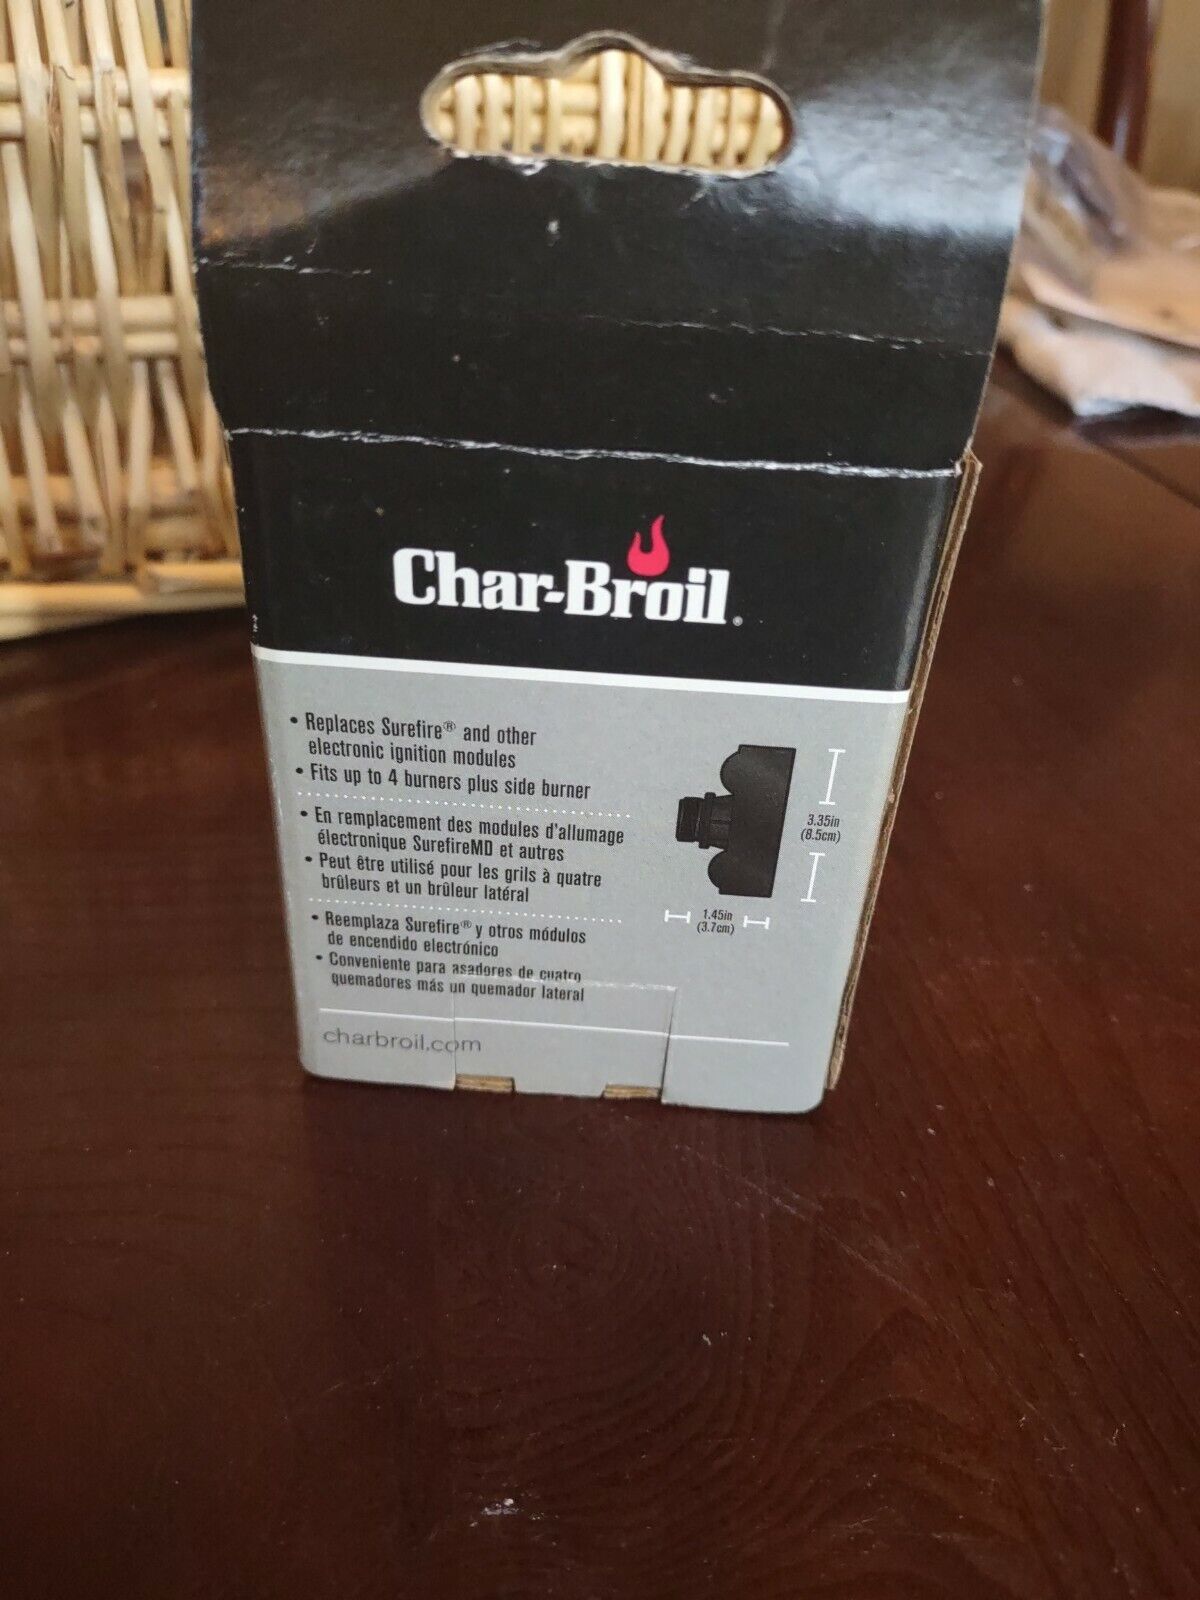 Char-Broil®
• Replaces Surefire® and other
electronic ignition modules
• Fits up to 4 burners plus side burner
• En remplacement des modules d'allumage
électronique SurefireMD et autres
• Peut être utilisé pour les grils à quatre
brûleurs et un brûleur latéral
• Reemplaza Surefire® y otros módulos
de encendido electrónico
• Conveniente para asadores de cuatro
quemadores más un quemador lateral
3.35in
(8.5cm)
1.45in
(3.7cm)
charbroil.com